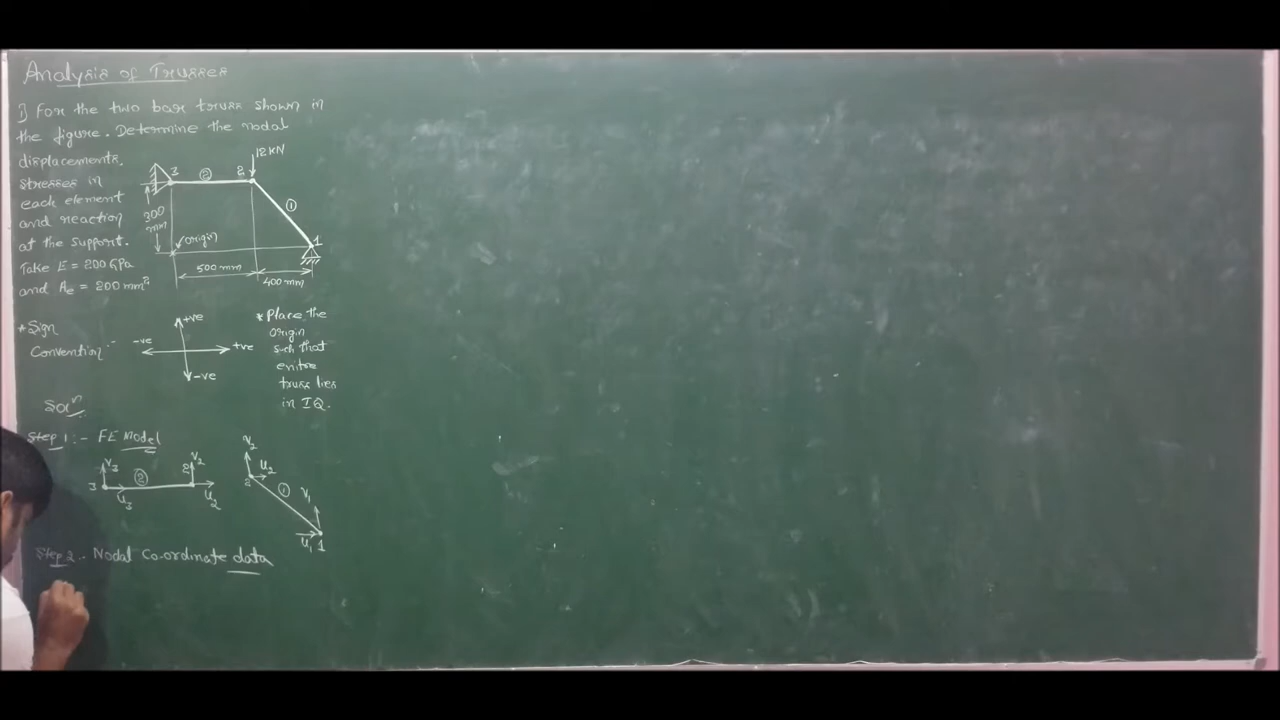 Analysis of Trusses
1) For the two bar truss shown in
the figure. Determine the nodal
displacements.
stresses in
each element
and reaction
at the support.
Take E = 200 GPa
and Ae = 200 mm²
12 KN
3
②
2
①
300
mm
origin
1
500 mm
400 mm
* Sign
Convention :-
+ve
-ve
+ve
-ve
* Place the
origin
such that
entire
truss lies
in I Q.
Solⁿ
Step 1 :- FE Model
V₃
②
V₂
2
3
U₃
U₂
V₂
U₂
2
①
V₁
U₁
1
Step 2 :- Nodal Co.ordinate data